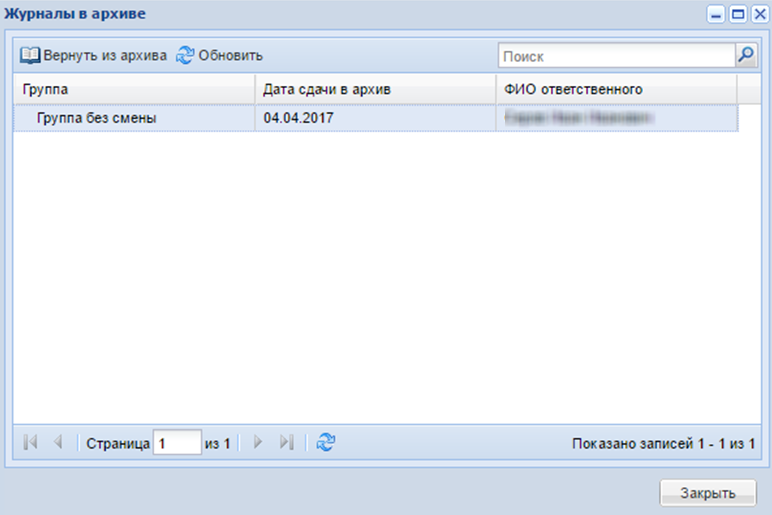 Журналы в архиве
Вернуть из архива Обновить Поиск
Группа Дата сдачи в архив ФИО ответственного
Группа без смены 04.04.2017
Страница 1 из 1 Показано записей 1 - 1 из 1
Закрыть